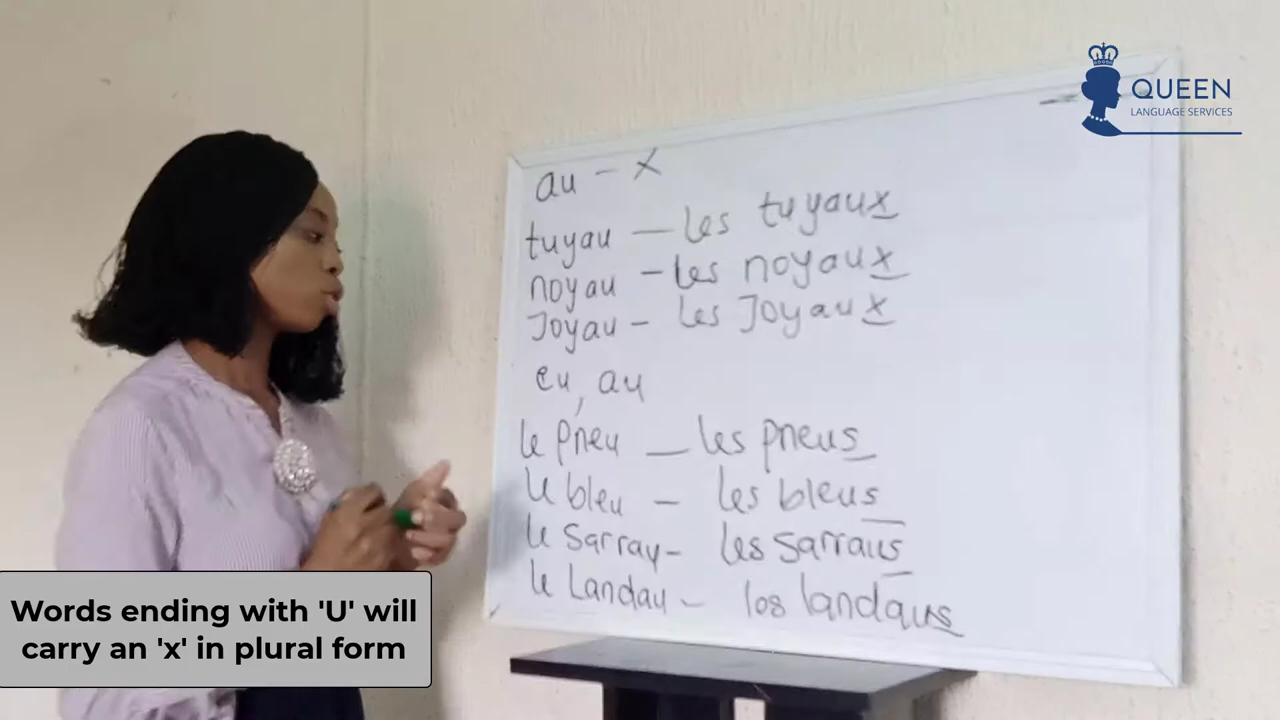 QUEEN
LANGUAGE SERVICES
au - x
tuyau — les tuyaux
noyau - les noyaux
Joyau - les Joyaux
eu, au
le pneu — les pneus
le bleu - les bleus
le Sarrau - les sarraus
le Landau - les landaus
Words ending with 'U' will
carry an 'x' in plural form